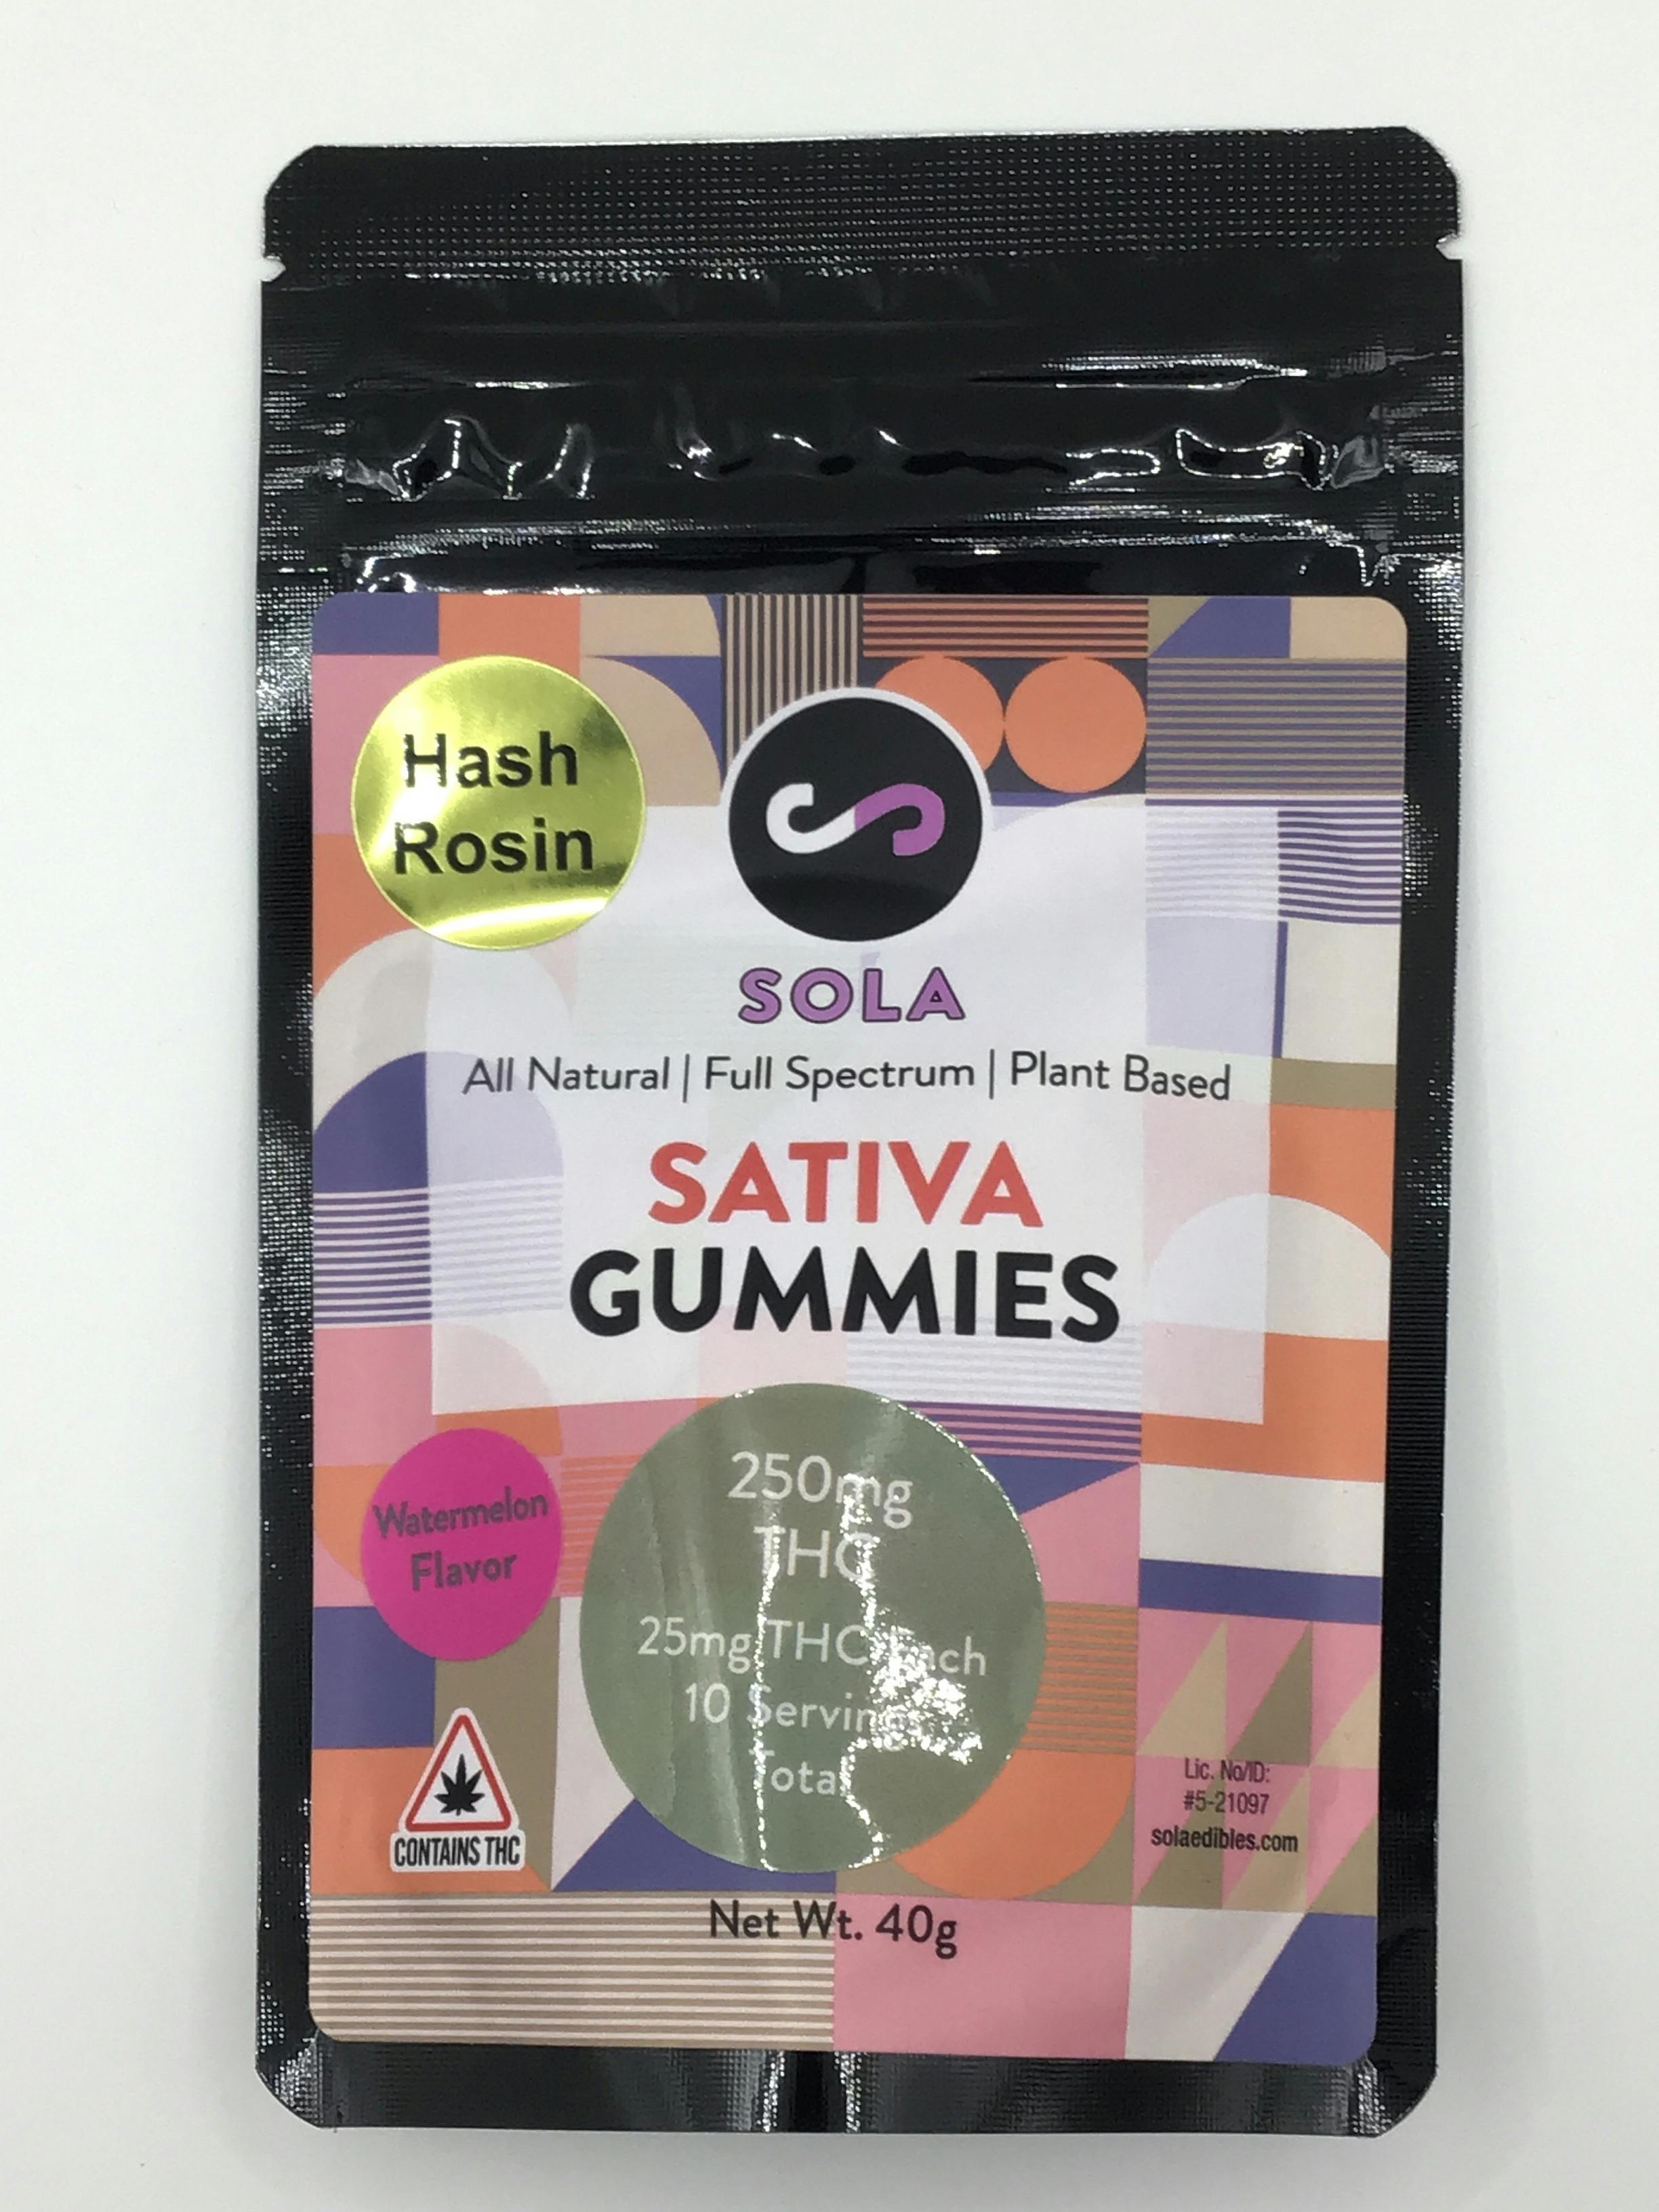 Hash
Rosin
SOLA
All Natural | Full Spectrum | Plant Based
SATIVA
GUMMIES
250mg
THC
25mg THC Each
10 Servings
Total
Watermelon
Flavor
CONTAINS THC
Lic. No/ID:
#5-21097
solaedibles.com
Net Wt. 40g